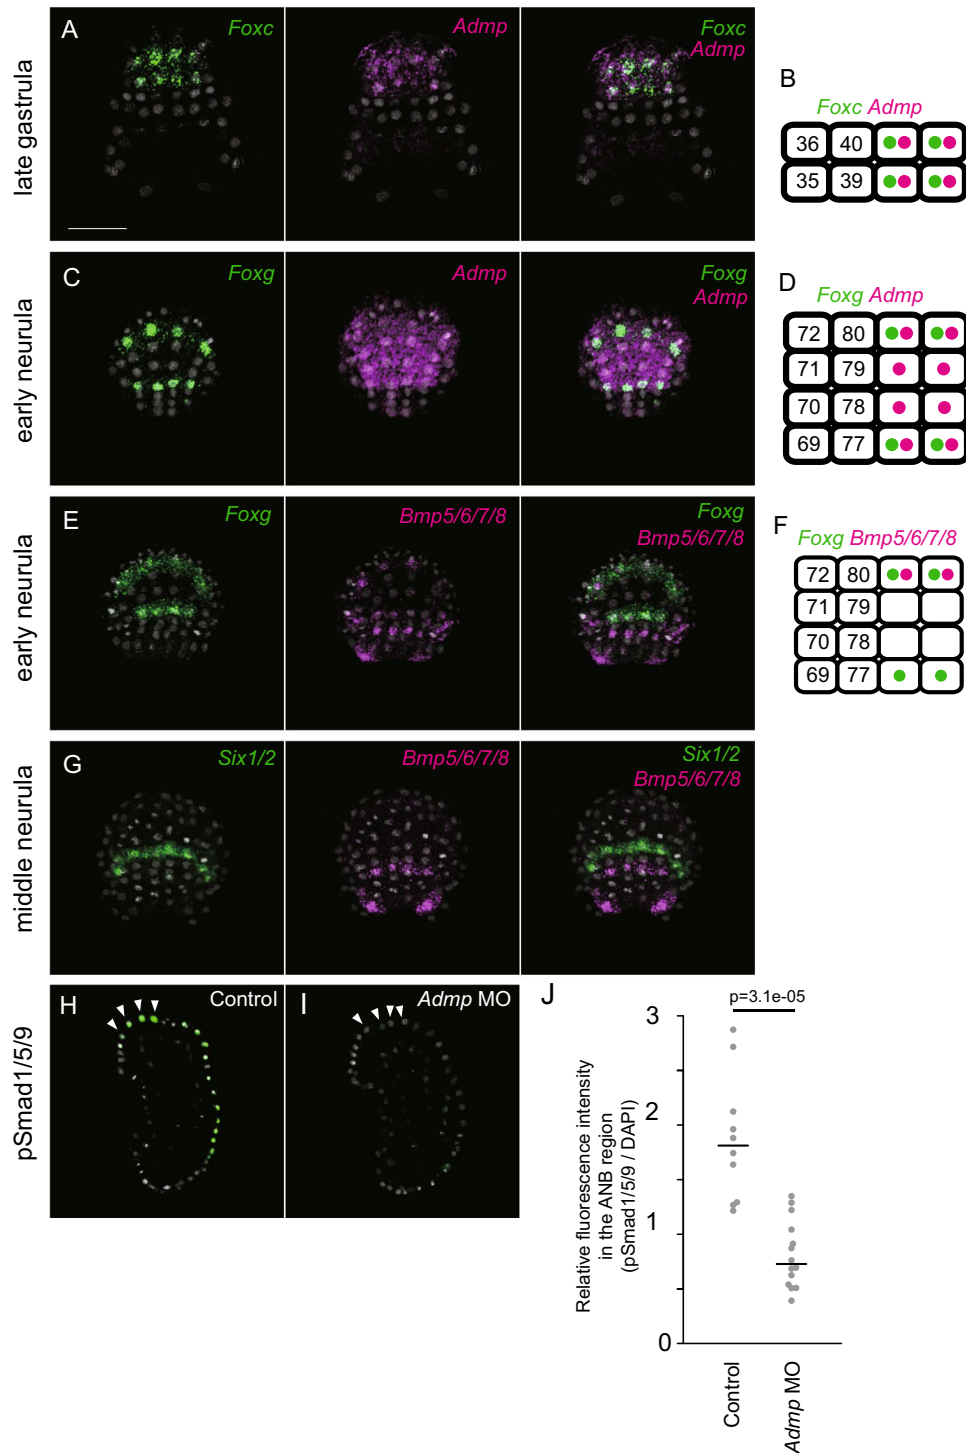 late gastrula
A
Foxc
Admp
Foxc
Admp
B
Foxc Admp
36 40
35 39
early neurula
C
Foxg
Admp
Foxg
Admp
D
Foxg Admp
72 80
71 79
70 78
69 77
early neurula
E
Foxg
Bmp5/6/7/8
Foxg
Bmp5/6/7/8
F
Foxg Bmp5/6/7/8
72 80
71 79
70 78
69 77
middle neurula
G
Six1/2
Bmp5/6/7/8
Six1/2
Bmp5/6/7/8
pSmad1/5/9
H
Control
I
Admp MO
J
p=3.1e-05
Relative fluorescence intensity
in the ANB region
(pSmad1/5/9 / DAPI)
3
2
1
0
Control
Admp MO